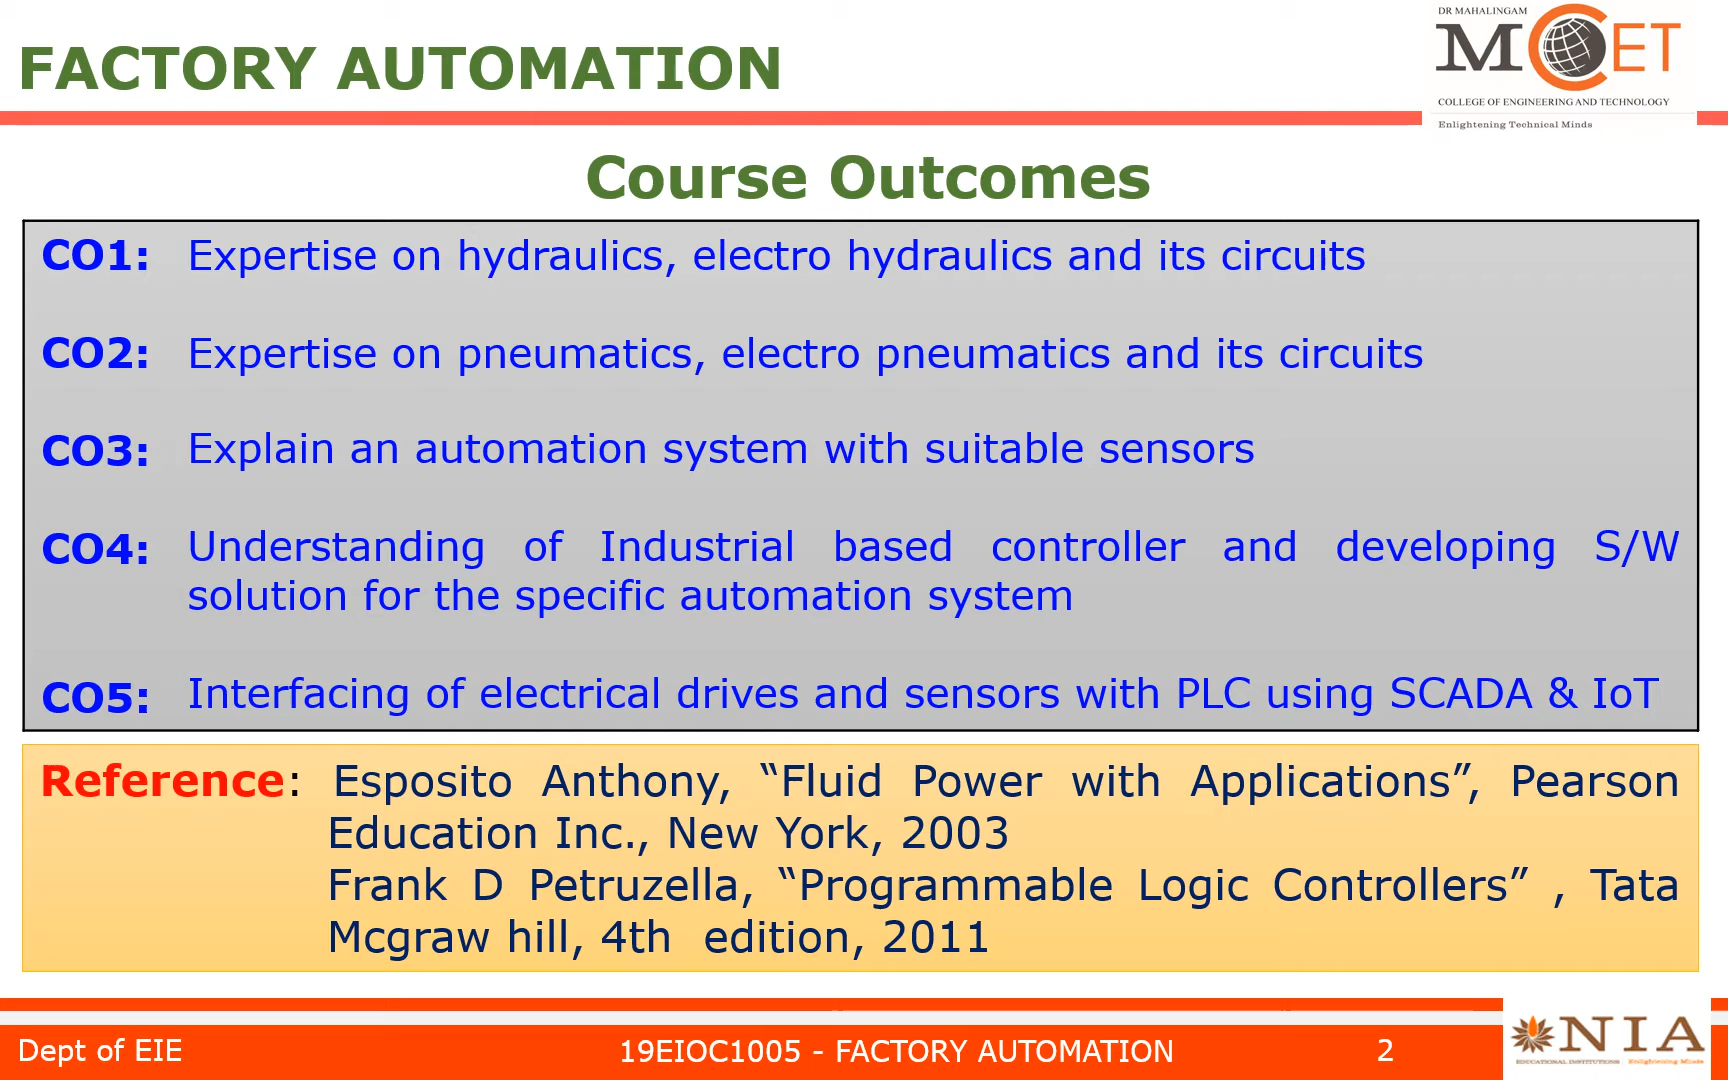 FACTORY AUTOMATION
DR MAHALINGAM
MCET
COLLEGE OF ENGINEERING AND TECHNOLOGY
Enlightening Technical Minds
Course Outcomes
CO1: Expertise on hydraulics, electro hydraulics and its circuits
CO2: Expertise on pneumatics, electro pneumatics and its circuits
CO3: Explain an automation system with suitable sensors
CO4: Understanding of Industrial based controller and developing S/W
solution for the specific automation system
CO5: Interfacing of electrical drives and sensors with PLC using SCADA & IoT
Reference: Esposito Anthony, “Fluid Power with Applications”, Pearson
Education Inc., New York, 2003
Frank D Petruzella, “Programmable Logic Controllers” , Tata
Mcgraw hill, 4th edition, 2011
Dept of EIE
19EIOC1005 - FACTORY AUTOMATION
2
NIA
EDUCATIONAL INSTITUTIONS Enlightening Minds